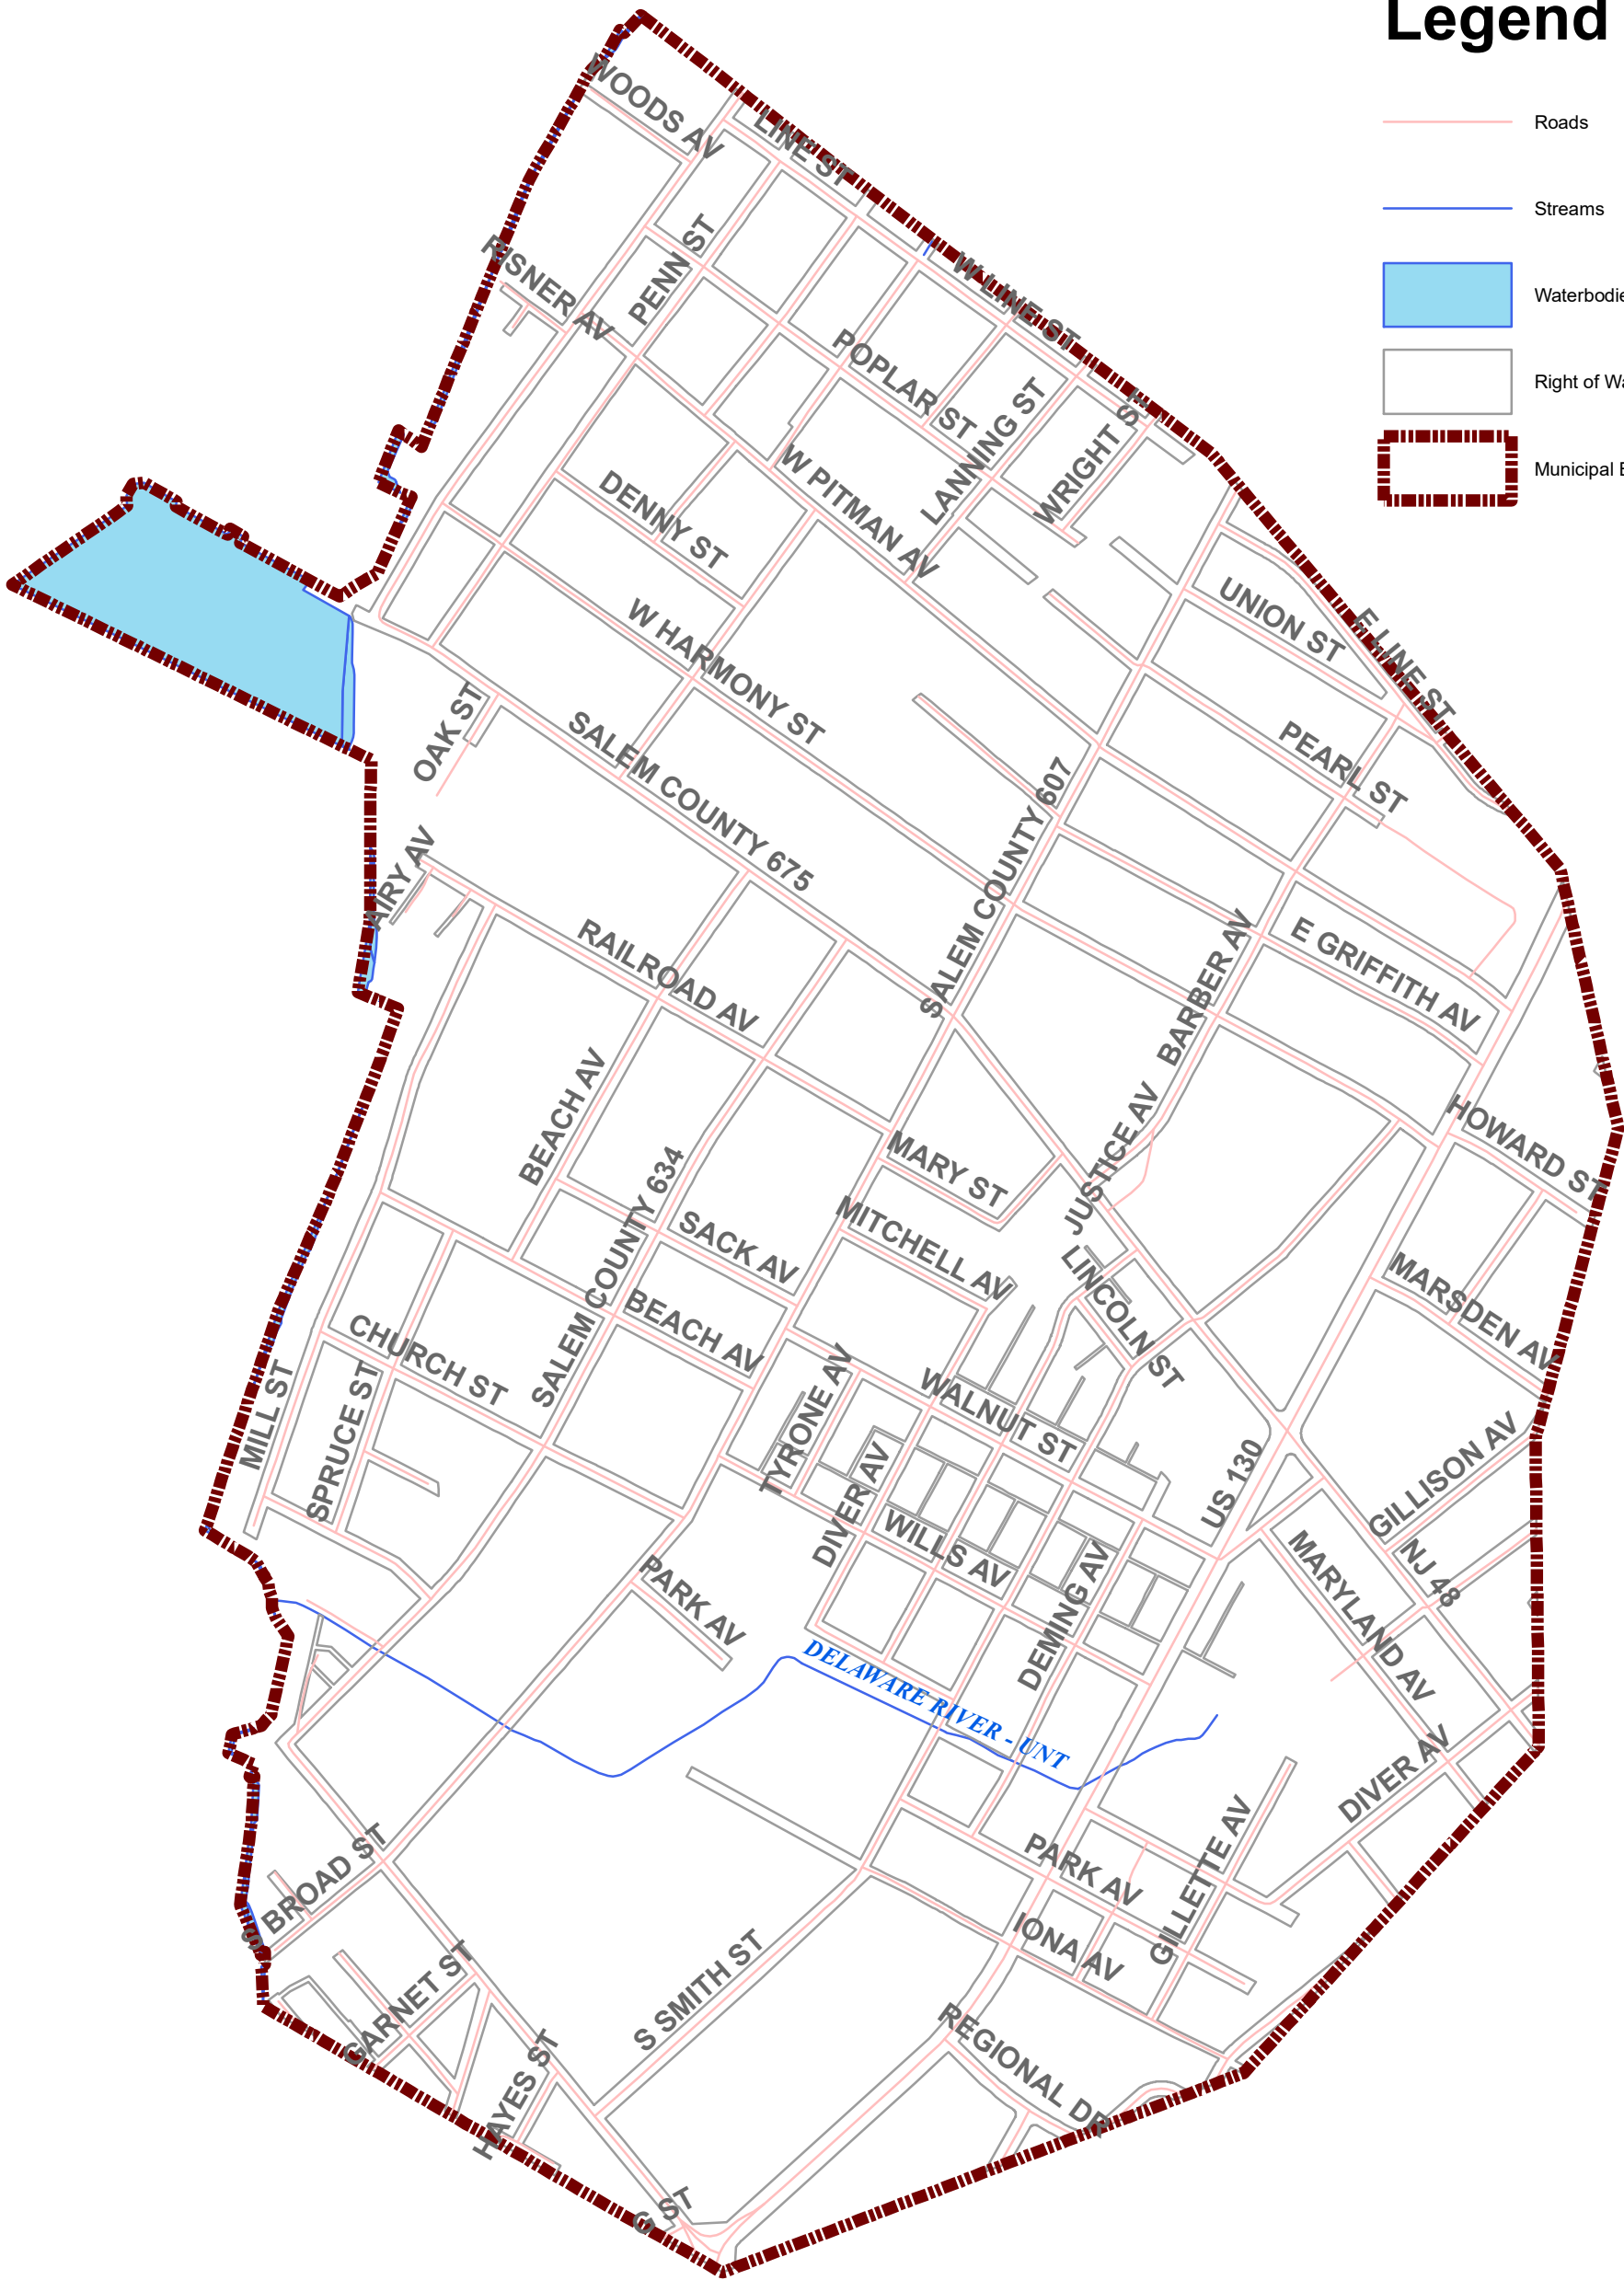 Legend
Roads
Streams
Waterbodie
Right of Wa
Municipal B
WOODS AV
LINE ST
PENN ST
RISNER AV
W LINE ST
POPLAR ST
LANNING ST
WRIGHT ST
W PITMAN AV
DENNY ST
UNION ST
E LINE ST
W HARMONY ST
OAK ST
SALEM COUNTY 675
PEARL ST
SALEM COUNTY 607
AIRY AV
RAILROAD AV
BARBER AV
E GRIFFITH AV
BEACH AV
JUSTICE AV
HOWARD ST
MARY ST
SALEM COUNTY 634
SACK AV
MITCHELL AV
LINCOLN ST
MARSDEN AV
BEACH AV
CHURCH ST
MILL ST
SPRUCE ST
TYRONE AV
WALNUT ST
DIVER AV
WILLS AV
US 130
GILLISON AV
NJ 48
MARYLAND AV
DEMING AV
PARK AV
DELAWARE RIVER - UNT
DIVER AV
GILLETTE AV
PARK AV
IONA AV
S BROAD ST
GARNET ST
S SMITH ST
HAYES ST
REGIONAL DR
G ST